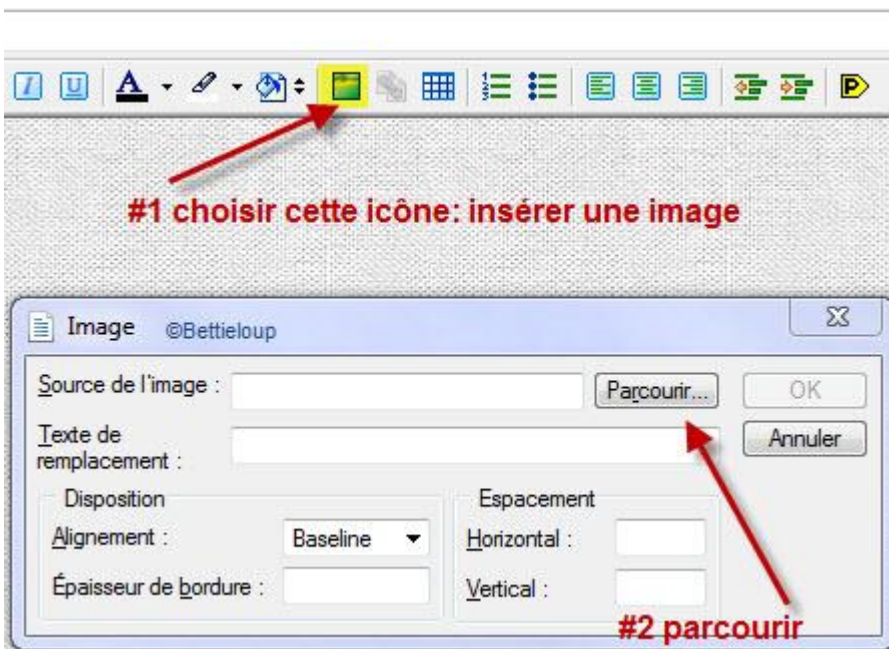 I U A
#1 choisir cette icône: insérer une image
Image ©Bettieloup
Source de l'image : Parcourir... OK
Texte de remplacement : Annuler
Disposition Espacement
Alignement : Baseline Horizontal :
Épaisseur de bordure : Vertical :
#2 parcourir